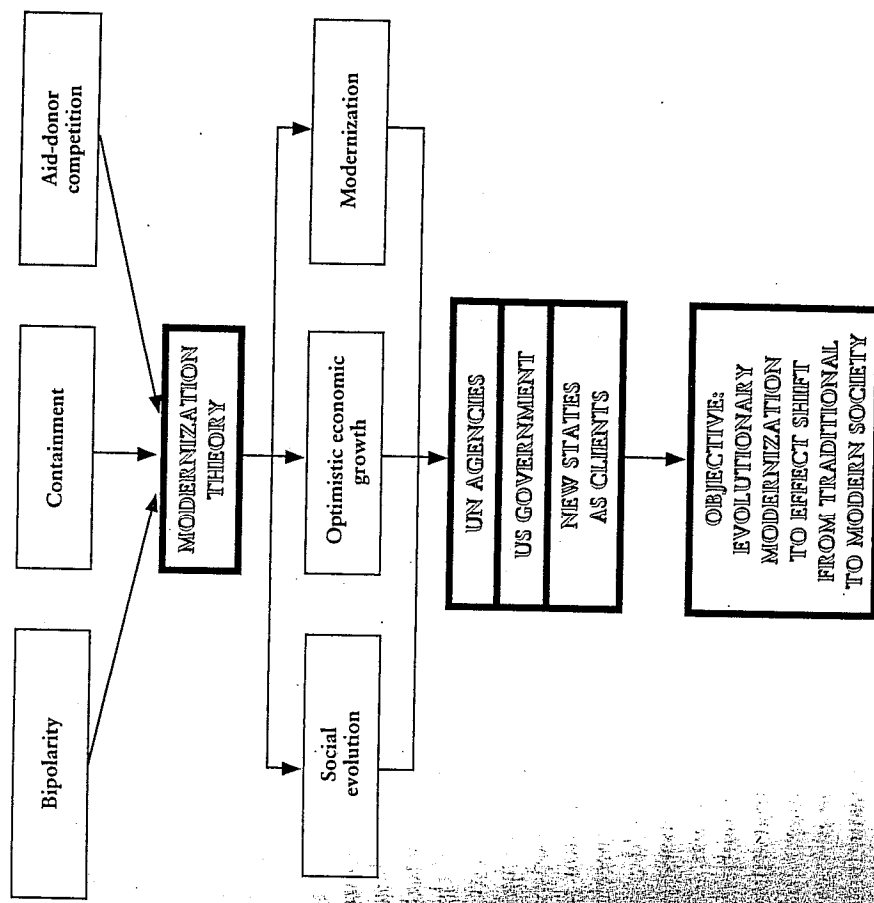 Bipolarity
Containment
Aid-donor
competition
MODERNIZATION
THEORY
Social
evolution
Optimistic economic
growth
Modernization
UN AGENCIES
US GOVERNMENT
NEW STATES
AS CLIENTS
OBJECTIVE:
EVOLUTIONARY
MODERNIZATION
TO EFFECT SHIFT
FROM TRADITIONAL
TO MODERN SOCIETY